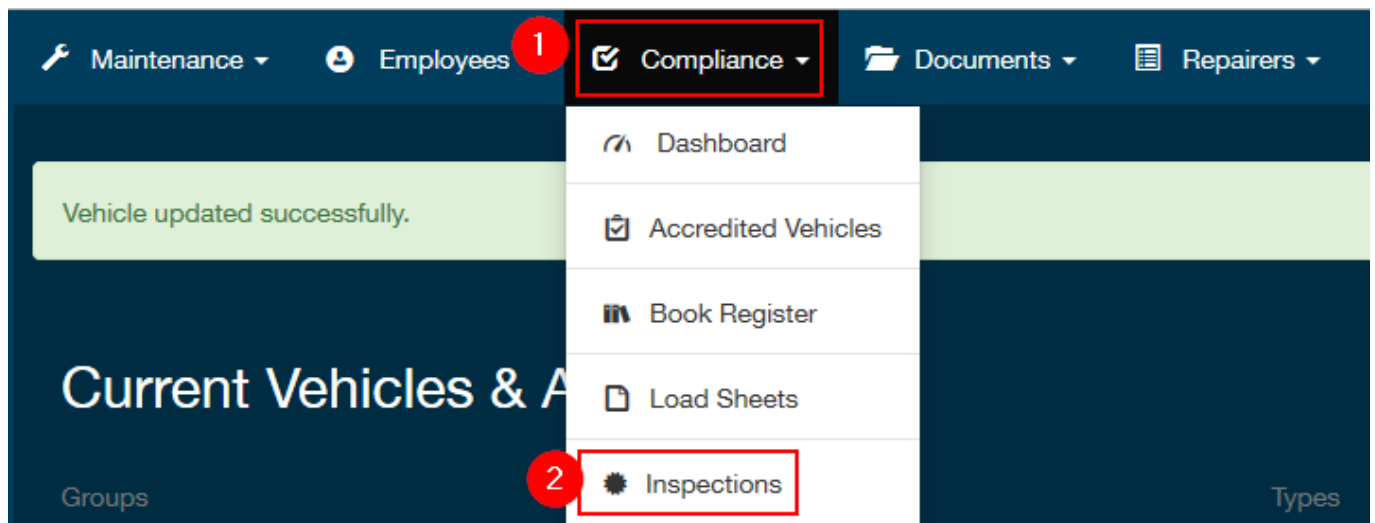 Maintenance Employees 1 Compliance Documents Repairers
Dashboard
Vehicle updated successfully.
Accredited Vehicles
Book Register
Current Vehicles & A
Load Sheets
2 Inspections
Groups
Types